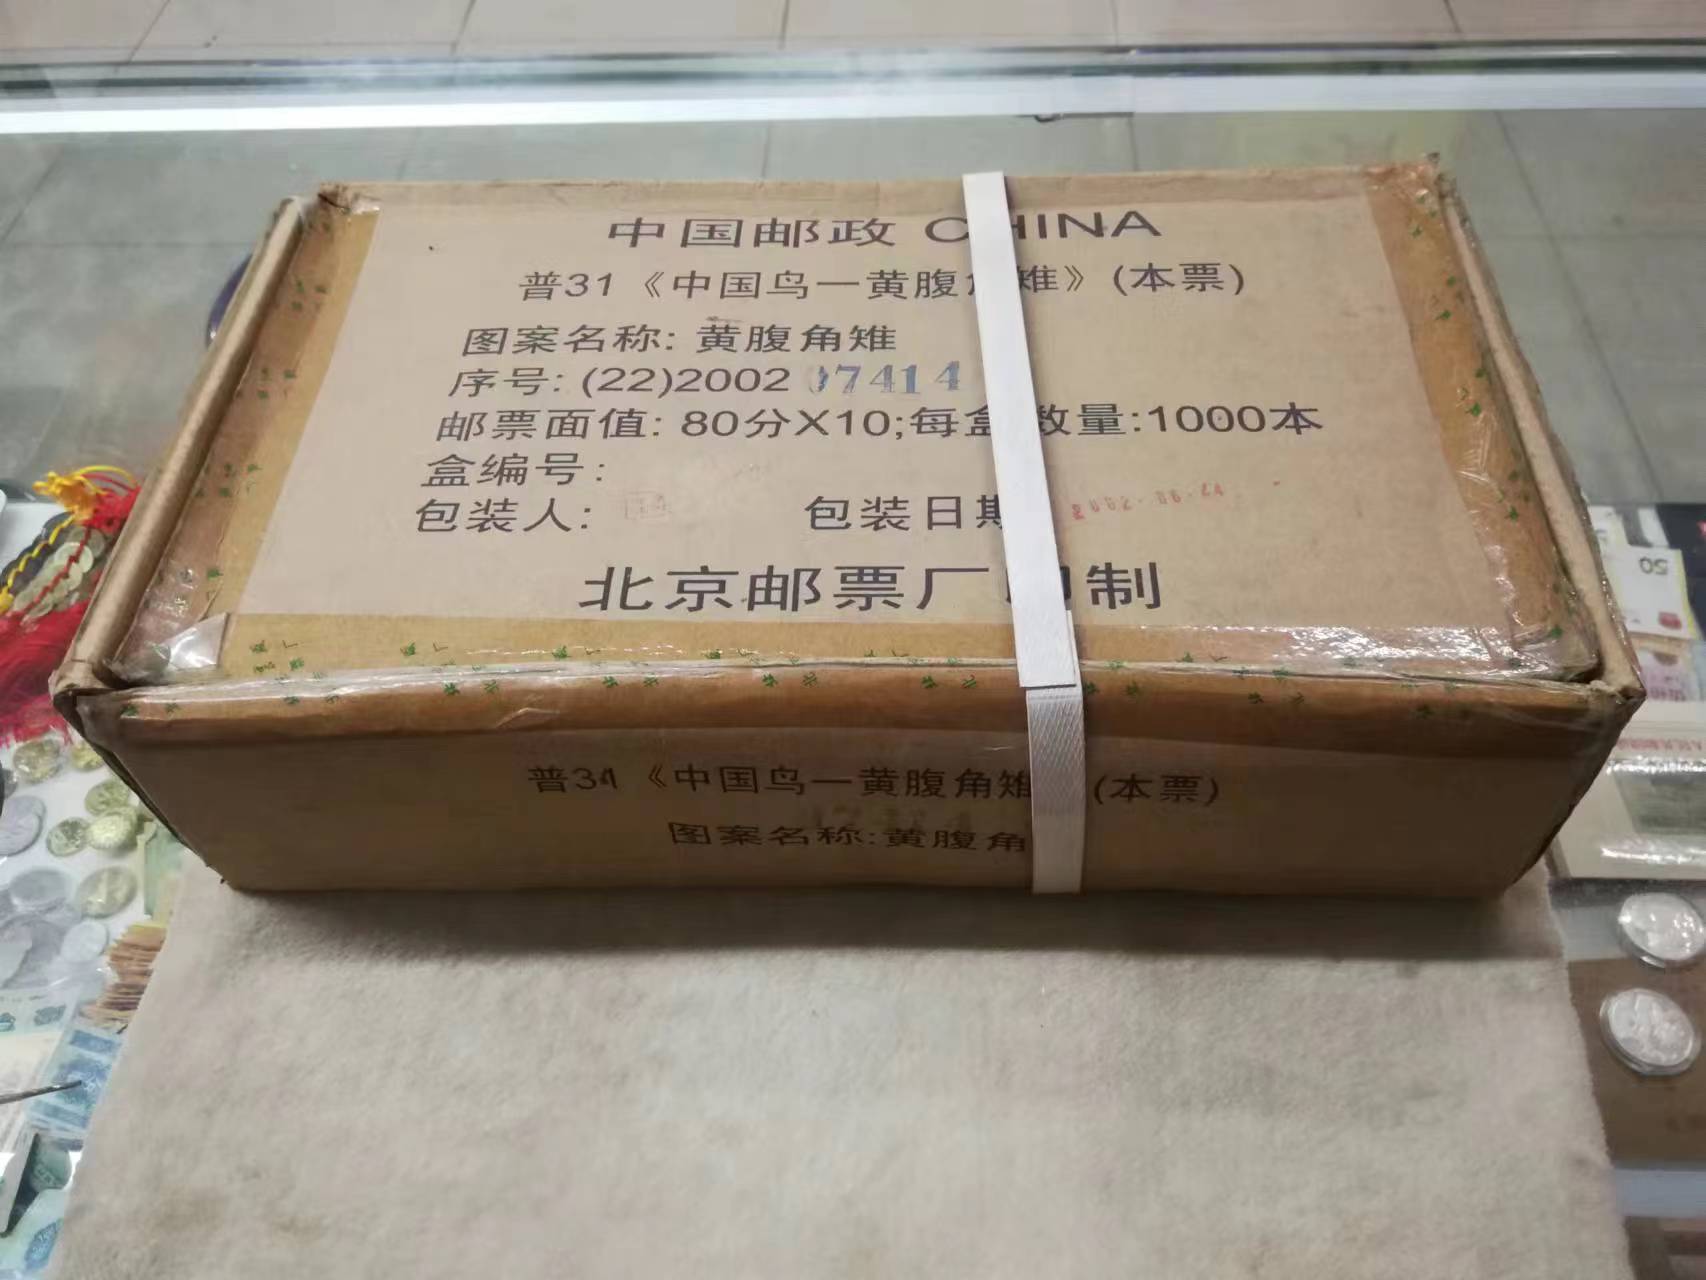 中国邮政 CHINA
普31《中国鸟—黄腹角雉》(本票)
图案名称: 黄腹角雉
序号: (22)2002 07414
邮票面值: 80分X10;每盒数量:1000本
盒编号:
包装人: 包装日期
北京邮票厂印制
普31《中国鸟—黄腹角雉 (本票)
图案名称:黄腹角
50